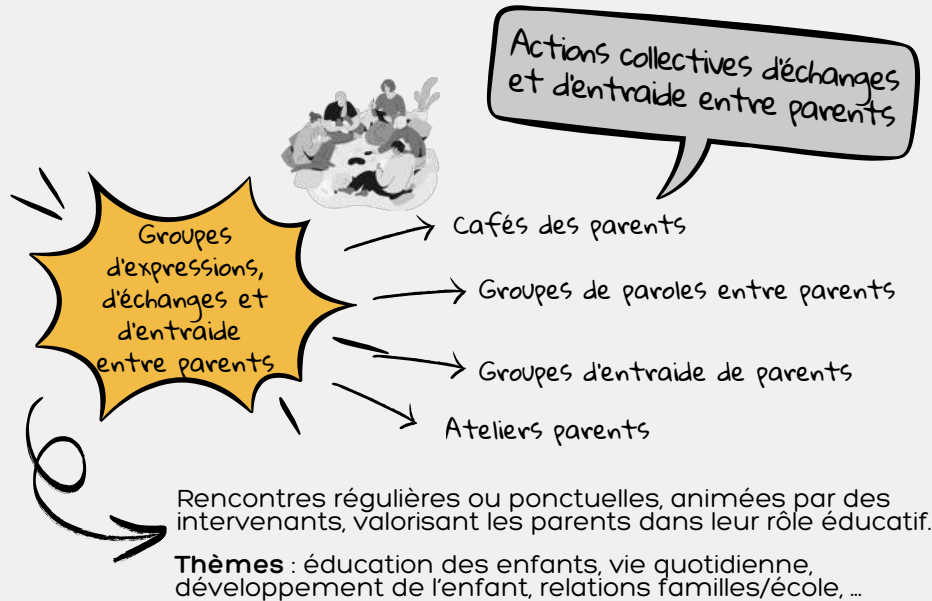 Actions collectives d'échanges
et d'entraide entre parents
Groupes
d'expressions,
d'échanges et
d'entraide
entre parents
Cafés des parents
Groupes de paroles entre parents
Groupes d'entraide de parents
Ateliers parents
Rencontres régulières ou ponctuelles, animées par des
intervenants, valorisant les parents dans leur rôle éducatif.
Thèmes : éducation des enfants, vie quotidienne,
développement de l'enfant, relations familles/école, ...